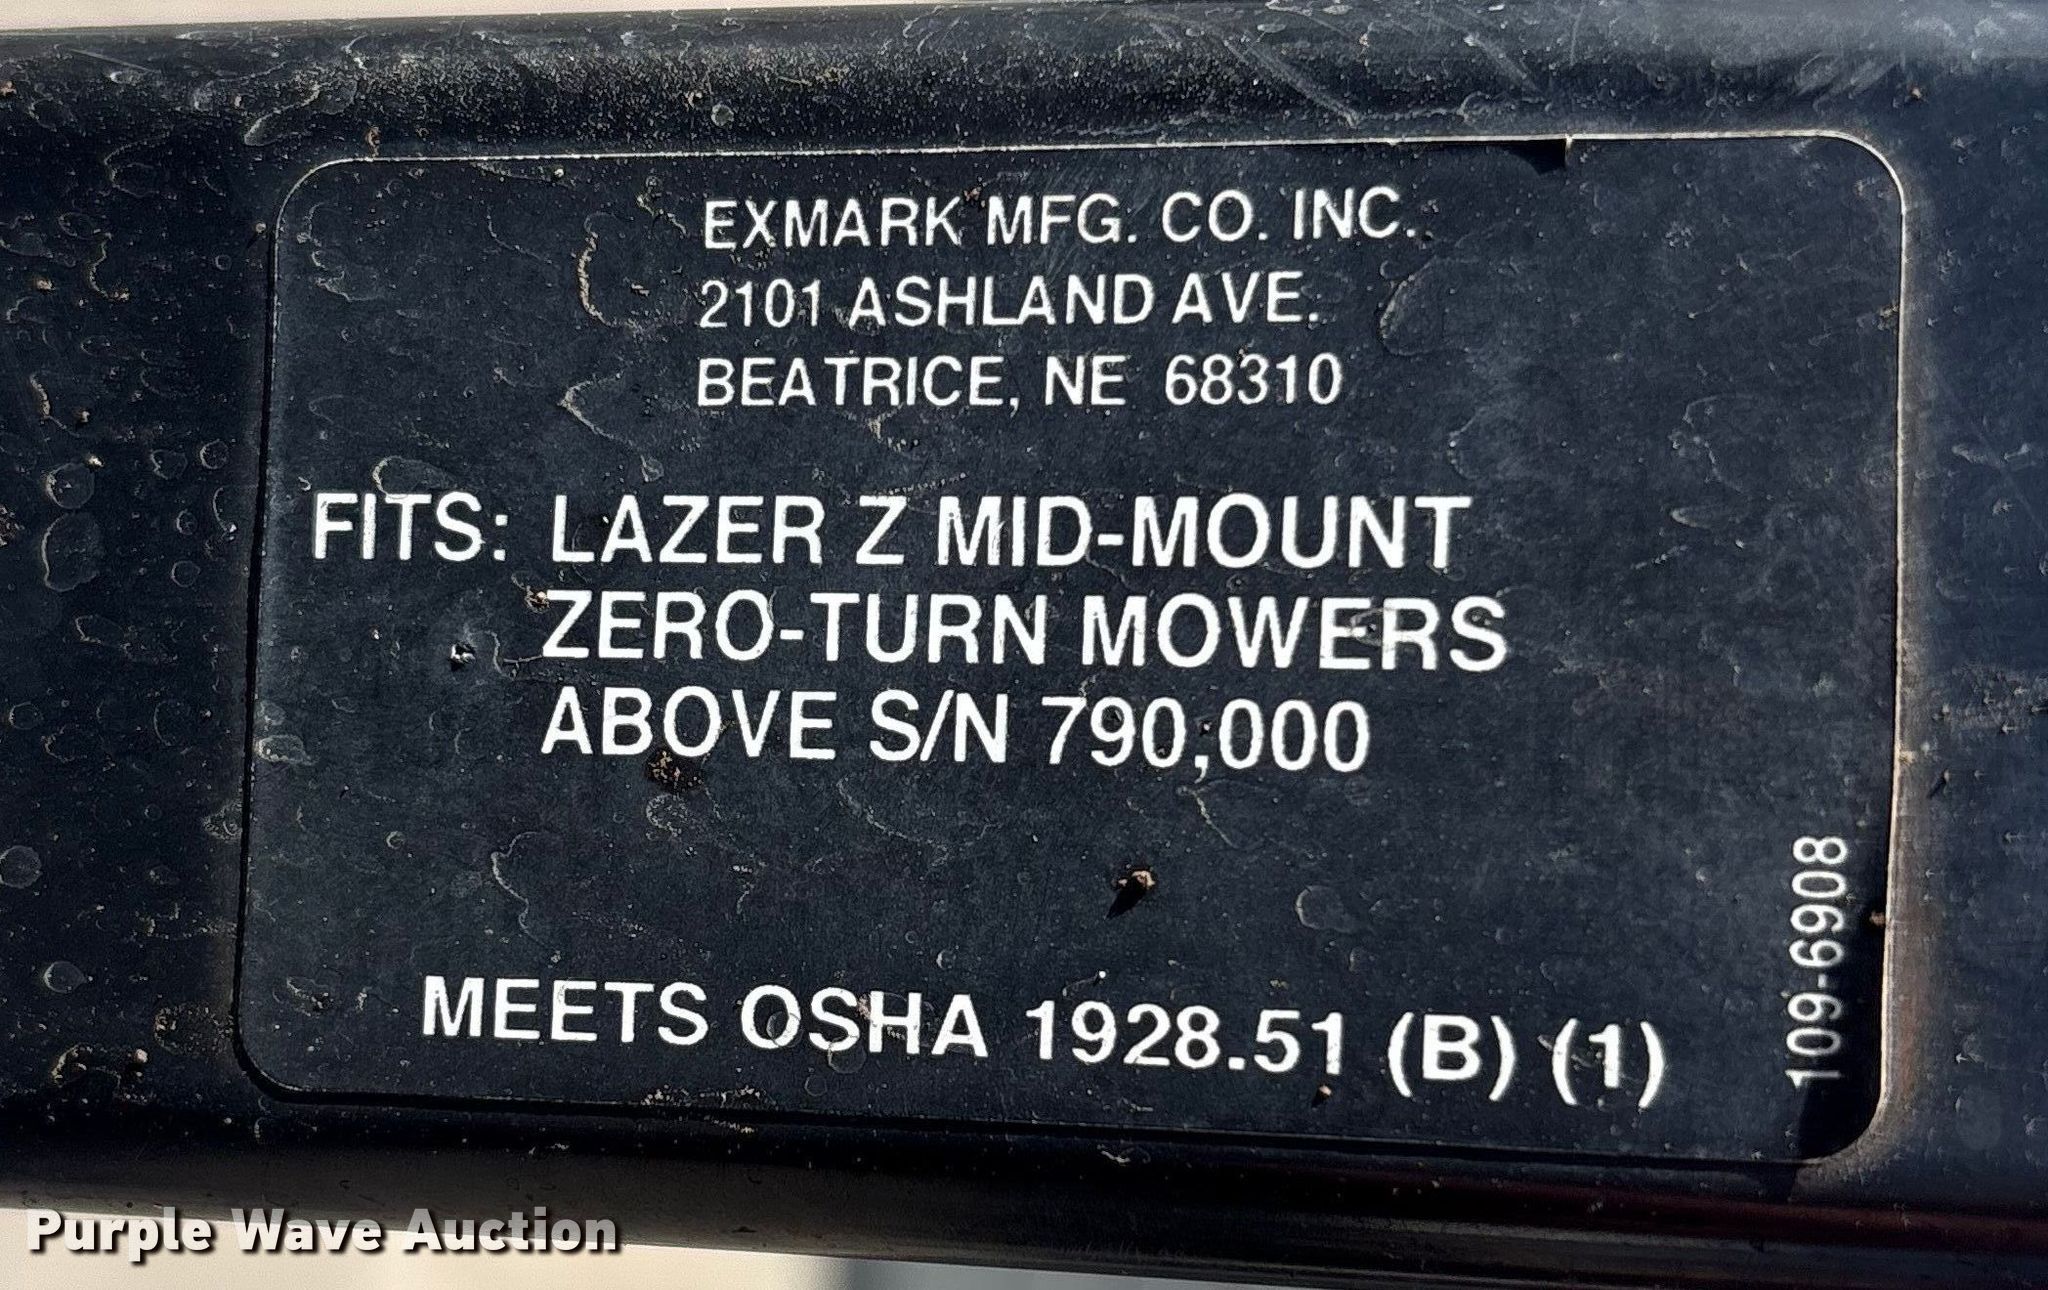 EXMARK MFG. CO. INC.
2101 ASHLAND AVE.
BEATRICE, NE 68310
FITS: LAZER Z MID-MOUNT
ZERO-TURN MOWERS
ABOVE S/N 790,000
MEETS OSHA 1928.51 (B) (1)
109-6908
Purple Wave Auction